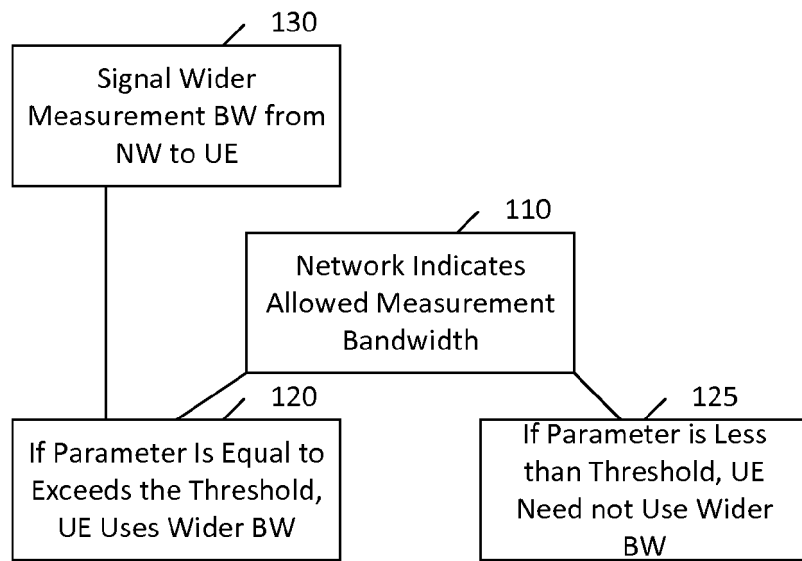 130
Signal Wider
Measurement BW from
NW to UE
110
Network Indicates
Allowed Measurement
Bandwidth
120
If Parameter Is Equal to
Exceeds the Threshold,
UE Uses Wider BW
125
If Parameter is Less
than Threshold, UE
Need not Use Wider
BW